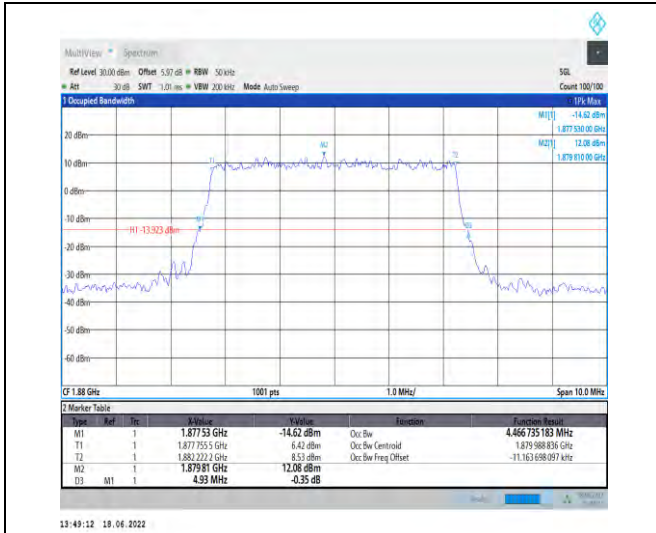 MultiView Spectrum
Ref Level 30.00 dBm Offset 5.97 dB RBW 50 kHz SGL
Att 30 dB SWT 1.01 ms VBW 200 kHz Mode Auto Sweep Count 100/100
1 Occupied Bandwidth 1Pk Max
M1[1] -14.62 dBm
1.877 530 00 GHz
M2[1] 12.08 dBm
1.879 810 00 GHz
20 dBm
M2
10 dBm T1 T2
0 dBm
-10 dBm
H1 -13.923 dBm
-20 dBm
-30 dBm
-40 dBm
-50 dBm
-60 dBm
CF 1.88 GHz 1001 pts 1.0 MHz/ Span 10.0 MHz
2 Marker Table
Type Ref Trc X-Value Y-Value Function Function Result
M1 1 1.877 53 GHz -14.62 dBm Occ Bw 4.466 735 183 MHz
T1 1 1.877 755 5 GHz 6.42 dBm Occ Bw Centroid 1.879 988 836 GHz
T2 1 1.882 222 2 GHz 8.53 dBm Occ Bw Freq Offset -11.163 698 097 kHz
M2 1 1.879 81 GHz 12.08 dBm
D3 M1 1 4.93 MHz -0.35 dB
13:49:12 18.06.2022